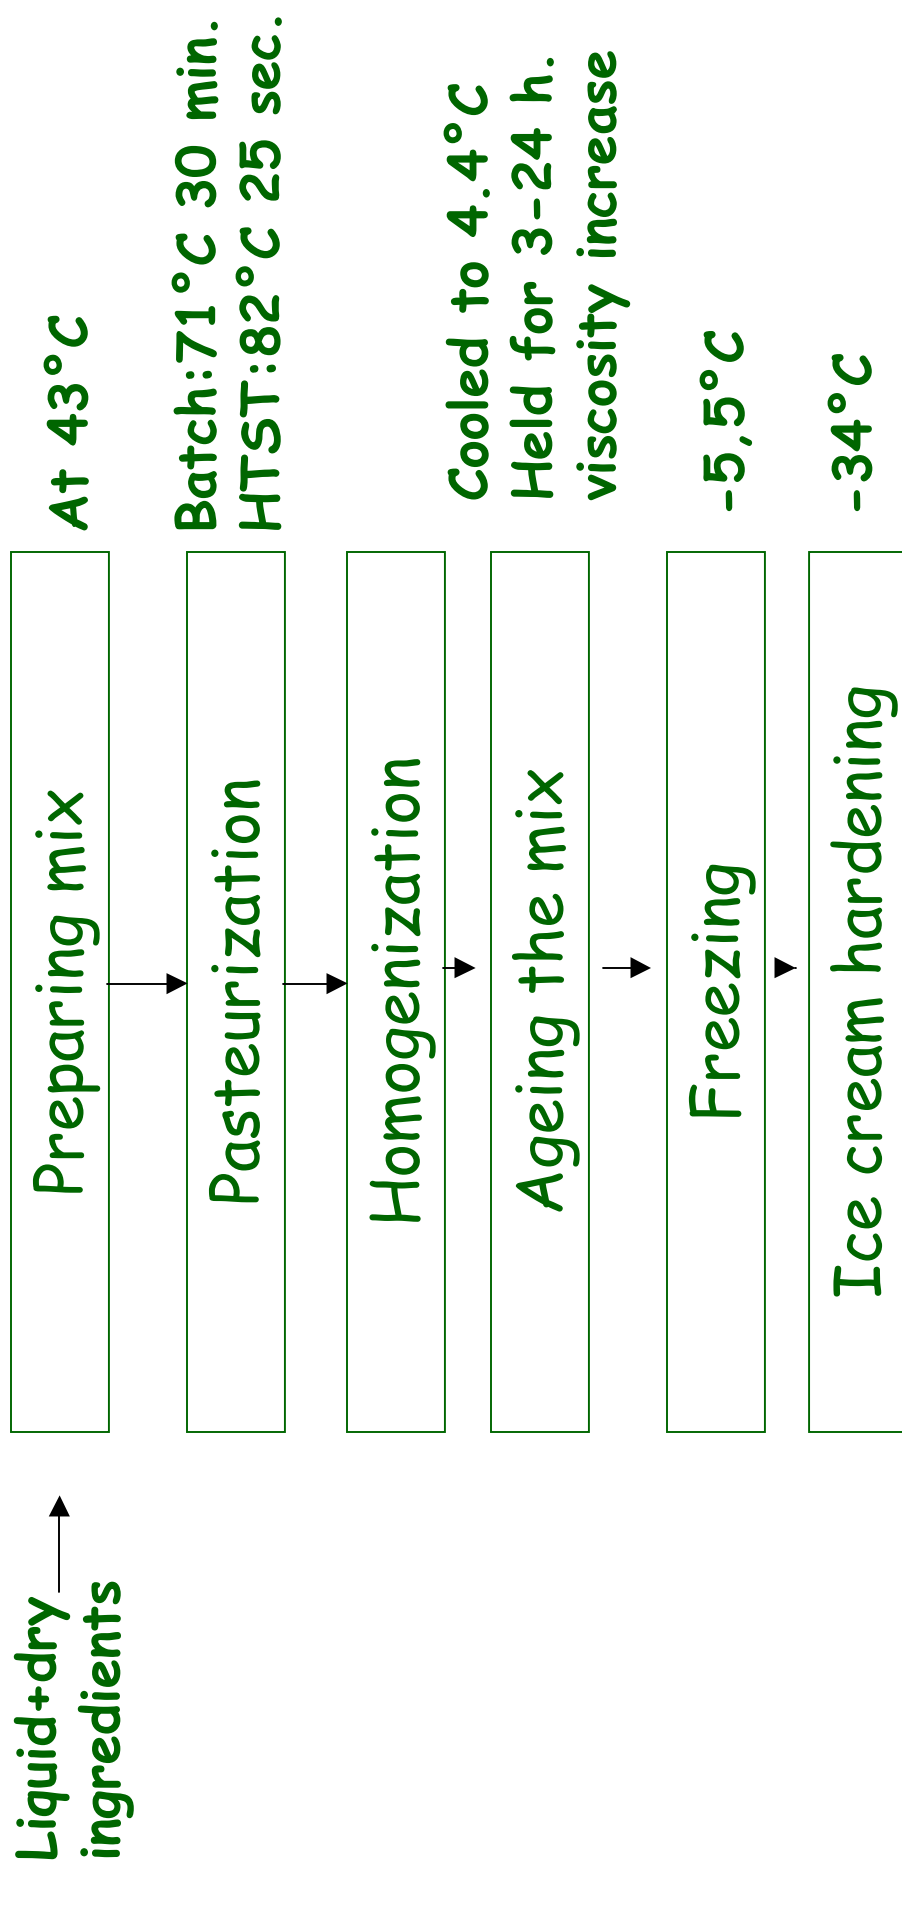 Liquid+dry
ingredients
Preparing mix
At 43°C
Pasteurization
Batch:71°C 30 min.
HTST:82°C 25 sec.
Homogenization
Ageing the mix
Cooled to 4.4°C
Held for 3-24 h.
viscosity increase
Freezing
-5,5°C
Ice cream hardening
-34°C